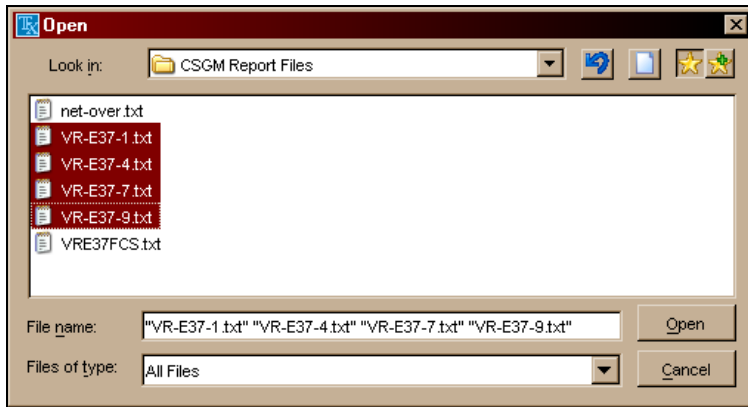 Open
Look in: CSGM Report Files
net-over.txt
VR-E37-1.txt
VR-E37-4.txt
VR-E37-7.txt
VR-E37-9.txt
VRE37FCS.txt
File name: "VR-E37-1.txt" "VR-E37-4.txt" "VR-E37-7.txt" "VR-E37-9.txt" Open
Files of type: All Files Cancel